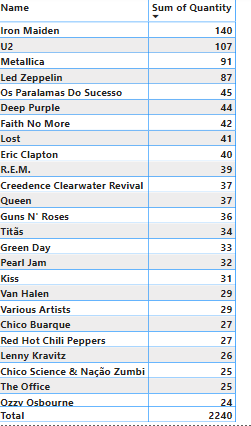 Name Sum of Quantity
Iron Maiden 140
U2 107
Metallica 91
Led Zeppelin 87
Os Paralamas Do Sucesso 45
Deep Purple 44
Faith No More 42
Lost 41
Eric Clapton 40
R.E.M. 39
Creedence Clearwater Revival 37
Queen 37
Guns N' Roses 36
Titãs 34
Green Day 33
Pearl Jam 32
Kiss 31
Van Halen 29
Various Artists 29
Chico Buarque 27
Red Hot Chili Peppers 27
Lenny Kravitz 26
Chico Science & Nação Zumbi 25
The Office 25
Ozzy Osbourne 24
Total 2240